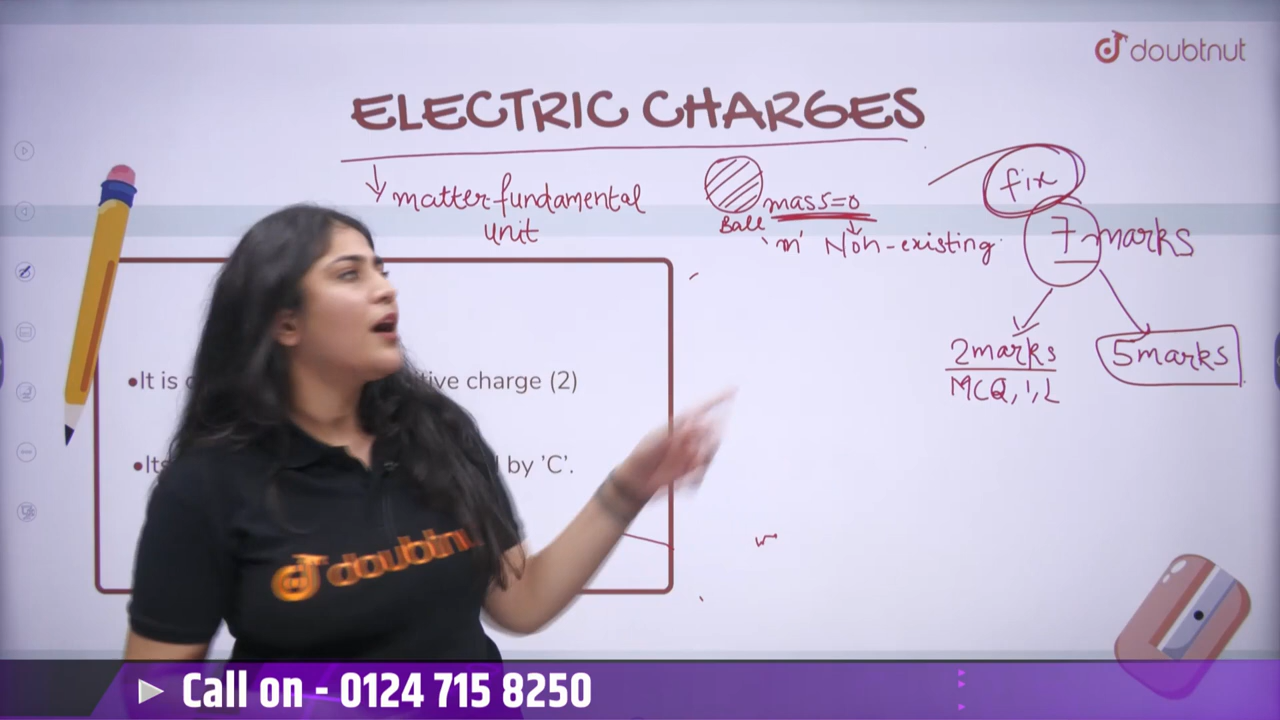 doubtnut
ELECTRIC CHARGES
matter fundamental
unit
Ball
mass=0
'm' Non-existing
fix
7 marks
2marks
MCQ, 1, 2
5marks
•It is
tive charge (2)
•Its
by 'C'.
doubtnu
Call on - 0124 715 8250